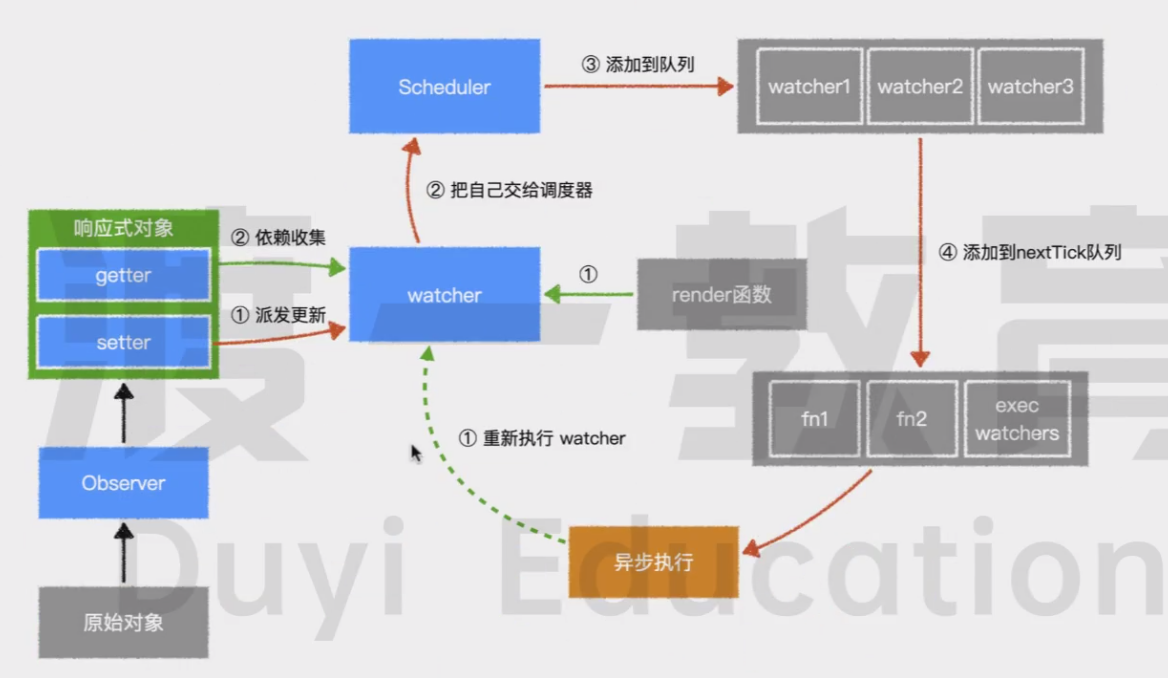 ③ 添加到队列
Scheduler
watcher1
watcher2
watcher3
② 把自己交给调度器
响应式对象
② 依赖收集
getter
① 派发更新
setter
watcher
①
render函数
④ 添加到nextTick队列
fn1
fn2
exec
watchers
① 重新执行 watcher
Observer
异步执行
原始对象
渡一教育
Duyi Education